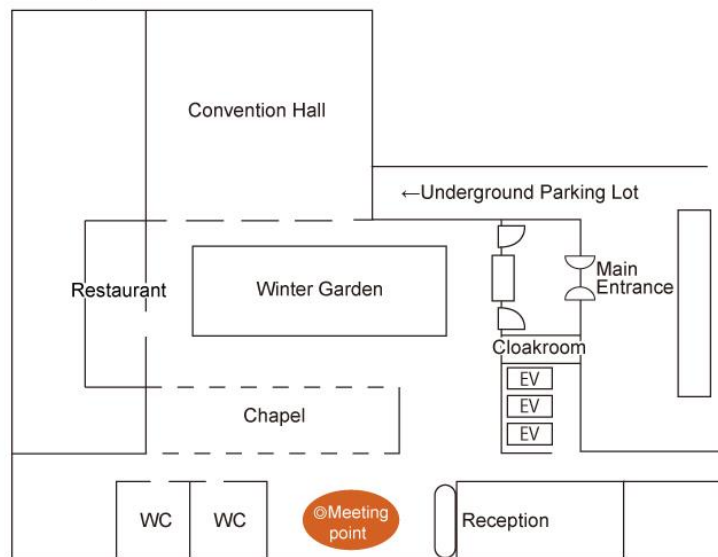 Convention Hall
←Underground Parking Lot
Restaurant
Winter Garden
Main
Entrance
Cloakroom
EV
EV
EV
Chapel
WC
WC
◎Meeting
point
Reception